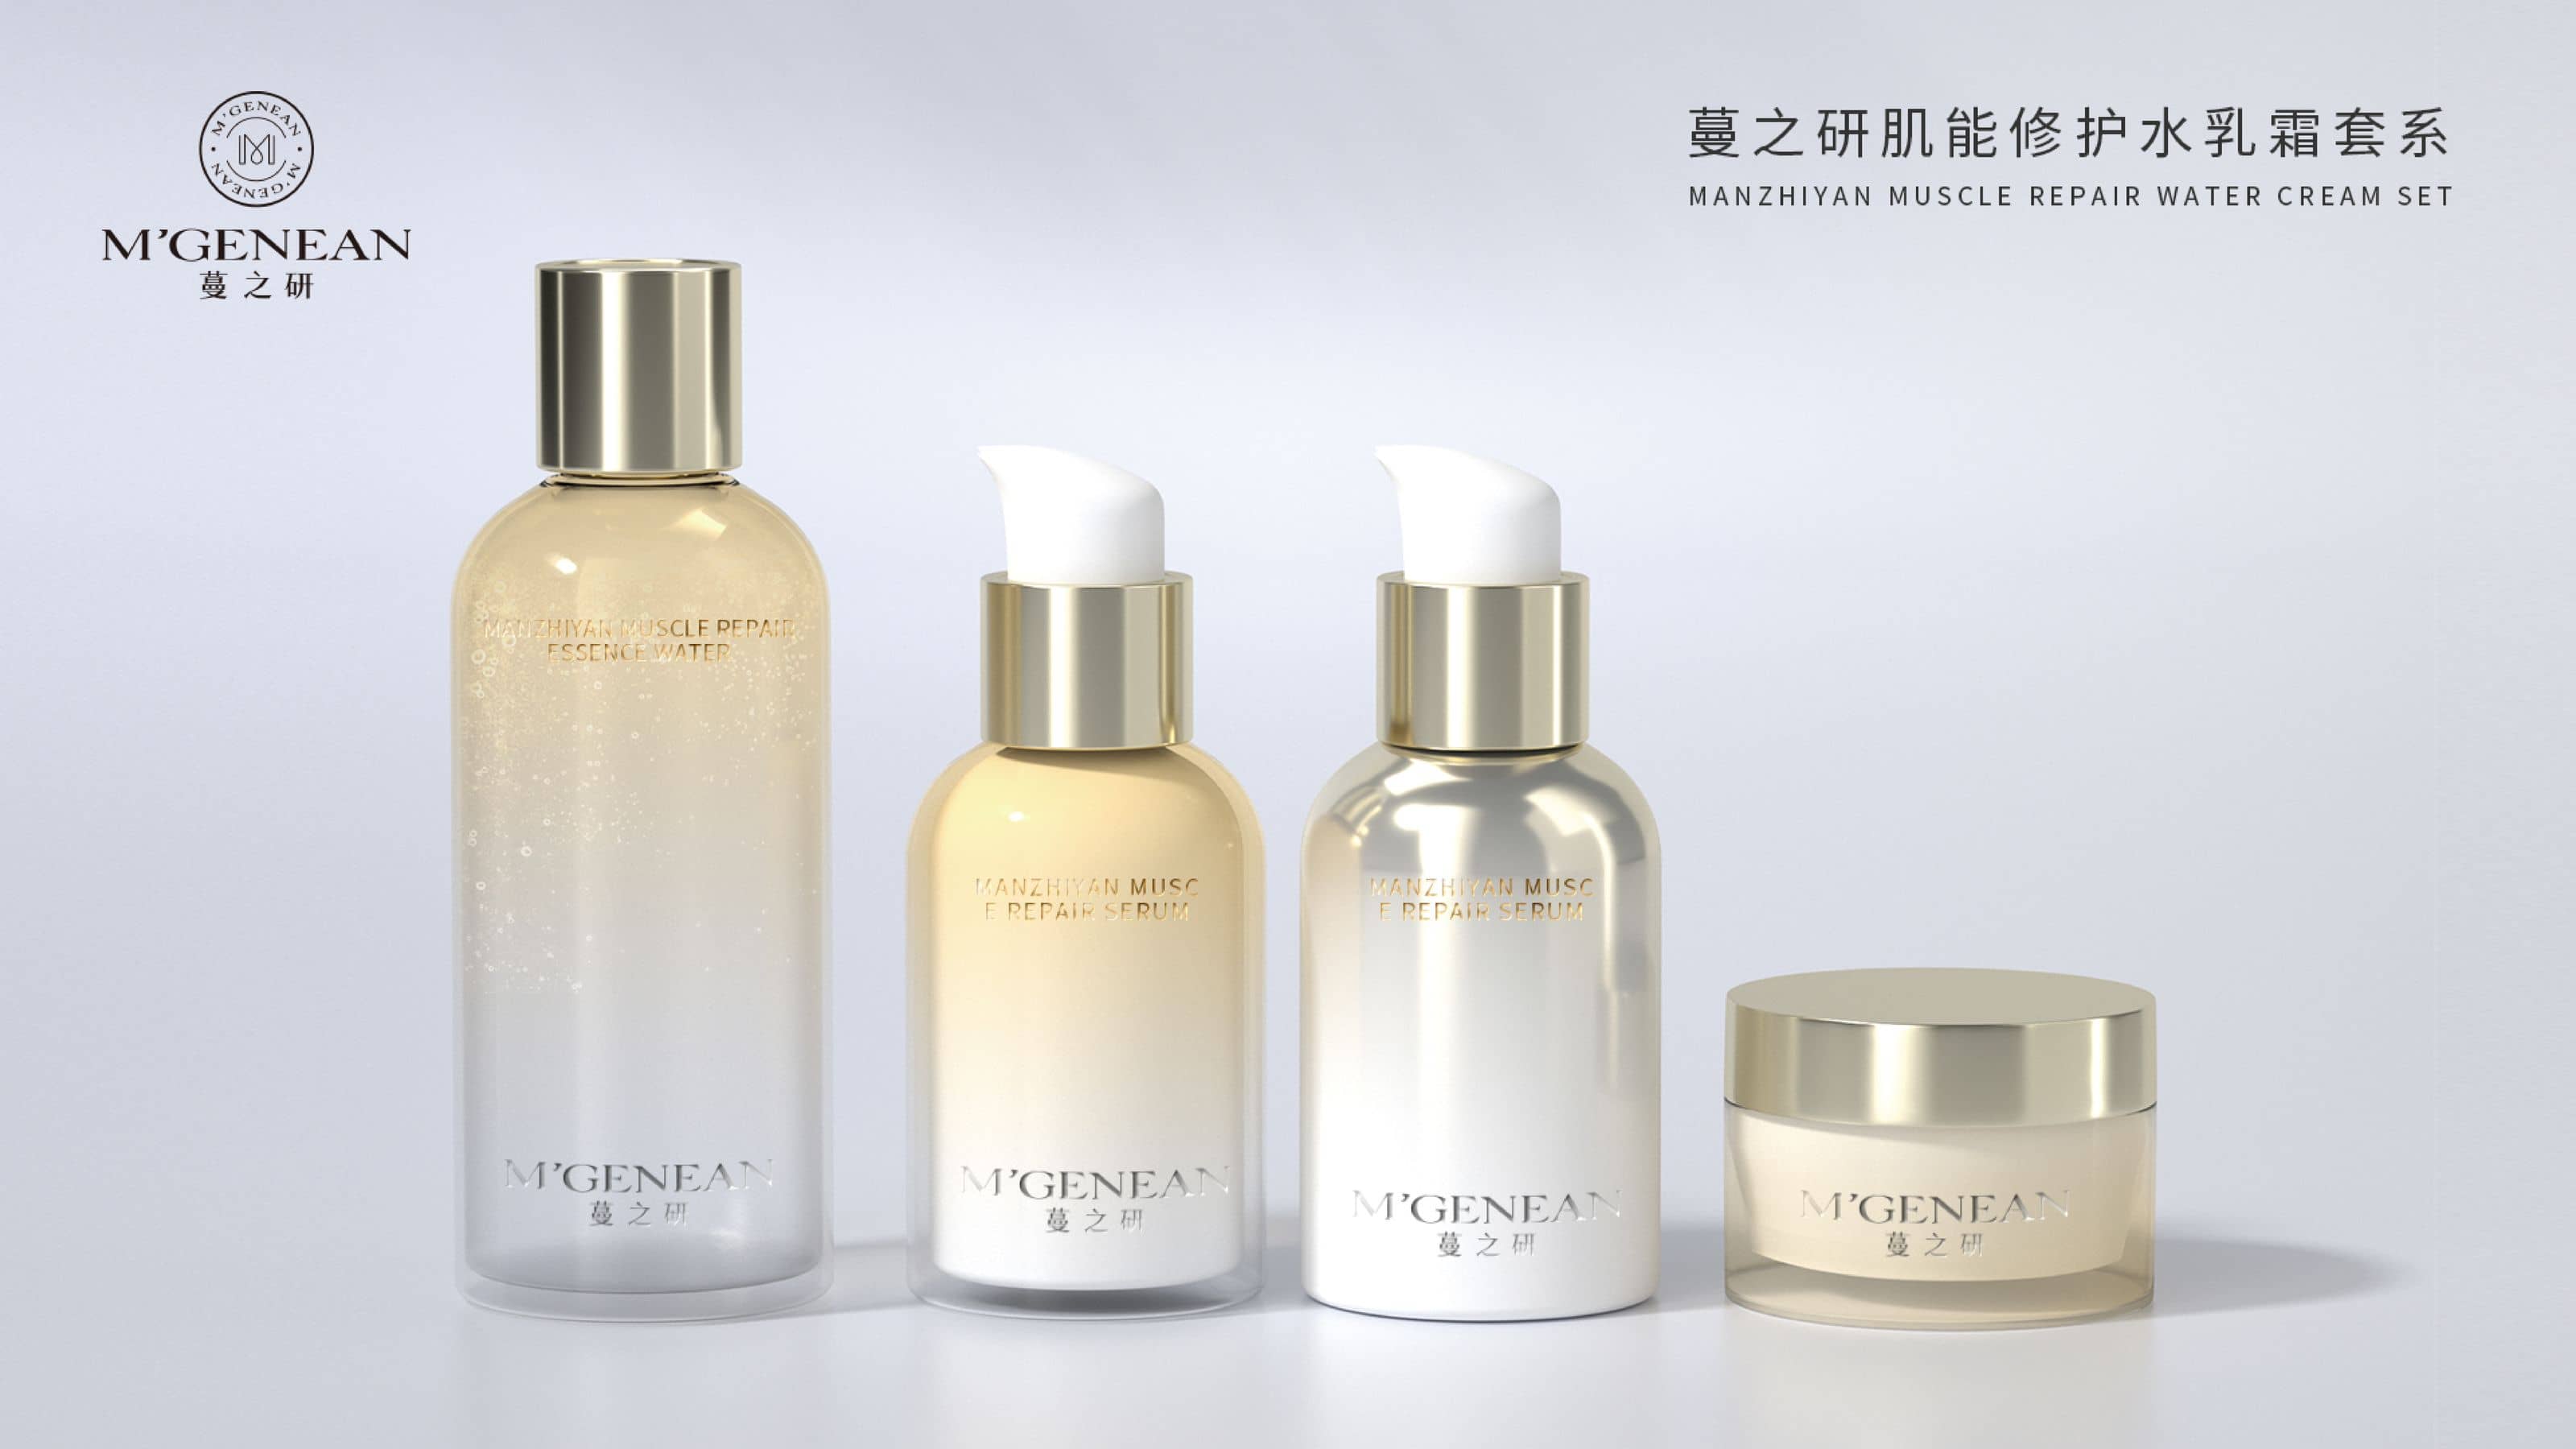 M'GENEAN
M'GENEAN
M
M'GENEAN
蔓之研
蔓之研肌能修护水乳霜套系
MANZHIYAN MUSCLE REPAIR WATER CREAM SET
MANZHIYAN MUSCLE REPAIR
ESSENCE WATER
M'GENEAN
蔓之研
MANZHIYAN MUSC
E REPAIR SERUM
M'GENEAN
蔓之研
MANZHIYAN MUSC
E REPAIR SERUM
M'GENEAN
蔓之研
M'GENEAN
蔓之研